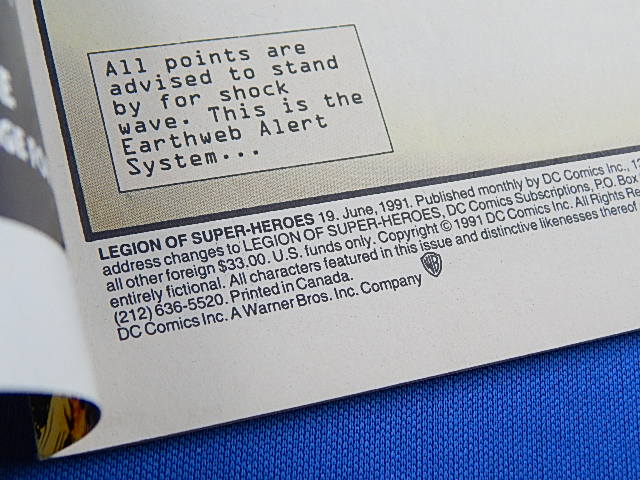 All points are
advised to stand
by for shock
wave. This is the
Earthweb Alert
System...
LEGION OF SUPER-HEROES 19. June, 1991. Published monthly by DC Comics Inc.,
address changes to LEGION OF SUPER-HEROES, DC Comics Subscriptions, P.O. Box
all other foreign $33.00. U.S. funds only. Copyright © 1991 DC Comics Inc. All Rights
entirely fictional. All characters featured in this issue and distinctive likenesses thereof
(212) 636-5520. Printed in Canada.
DC Comics Inc. A Warner Bros. Inc. Company